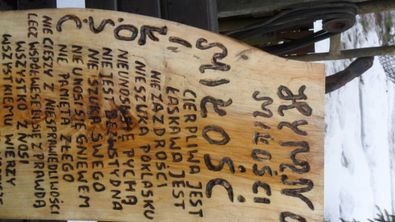 HYMN O
MIŁOŚCI
MIŁOŚĆ
CIERPLIWA JEST
ŁASKAWA JEST
NIE ZAZDROŚCI
NIE SZUKA POKLASKU
NIE UNOSI SIĘ PYCHĄ
NIE JEST BEZWSTYDNA
NIE SZUKA SWEGO
NIE UNOSI SIĘ GNIEWEM
NIE PAMIĘTA ZŁEGO
NIE CIESZY Z NIESPRAWIEDLIWOŚCI
LECZ WSPÓŁWESELI SIĘ Z PRAWDĄ
WSZYSTKO ZNOSI
WSZYSTKIEMU WIERZY